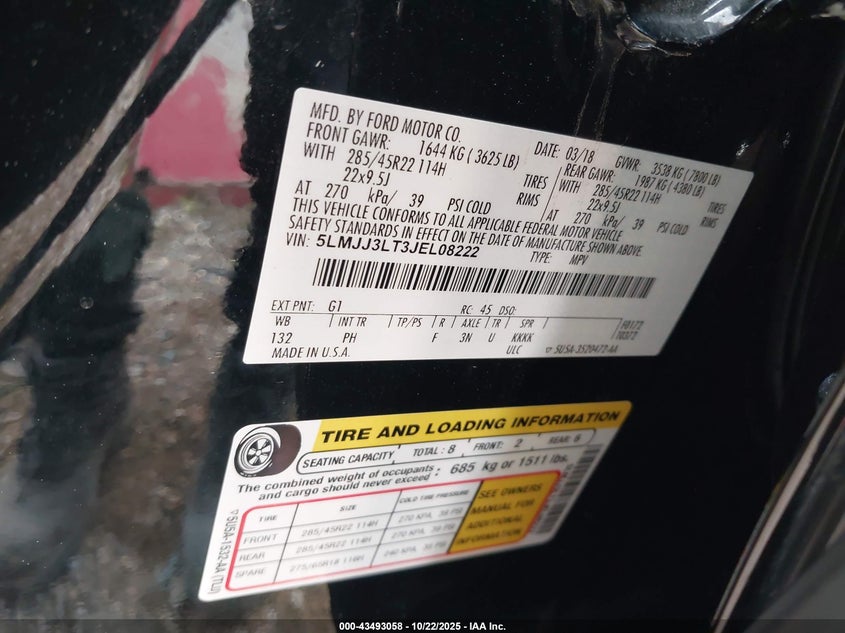 MFD. BY FORD MOTOR CO.
DATE: 03/18 GVWR: 3538 KG (7800 LB)
FRONT GAWR: 1644 KG (3625 LB)
REAR GAWR: 1987 KG (4380 LB)
WITH 285/45R22 114H TIRES
WITH 285/45R22 114H TIRES
22x9.5J RIMS
22x9.5J RIMS
AT 270 kPa/ 39 PSI COLD
AT 270 kPa/ 39 PSI COLD
THIS VEHICLE CONFORMS TO ALL APPLICABLE FEDERAL MOTOR VEHICLE
SAFETY STANDARDS IN EFFECT ON THE DATE OF MANUFACTURE SHOWN ABOVE.
VIN: 5LMJJ3LT3JEL08222
TYPE: MPV
EXT PNT: G1 RC: 45 DSO:
WB INT TR TP/PS R AXLE TR SPR
132 PH F 3N U KKKK
MADE IN U.S.A. ULC
TIRE AND LOADING INFORMATION
SEATING CAPACITY TOTAL : 8 FRONT: 2 REAR: 6
The combined weight of occupants
and cargo should never exceed : 685 kg or 1511 lbs.
TIRE SIZE COLD TIRE PRESSURE
FRONT 285/45R22 114H 270 KPA, 39 PSI
REAR 285/45R22 114H 270 KPA, 39 PSI
SPARE
SEE OWNERS
MANUAL FOR
ADDITIONAL
INFORMATION
5USA-1532-AA (TLU)
000-43493058 - 10/22/2025 - IAA Inc.